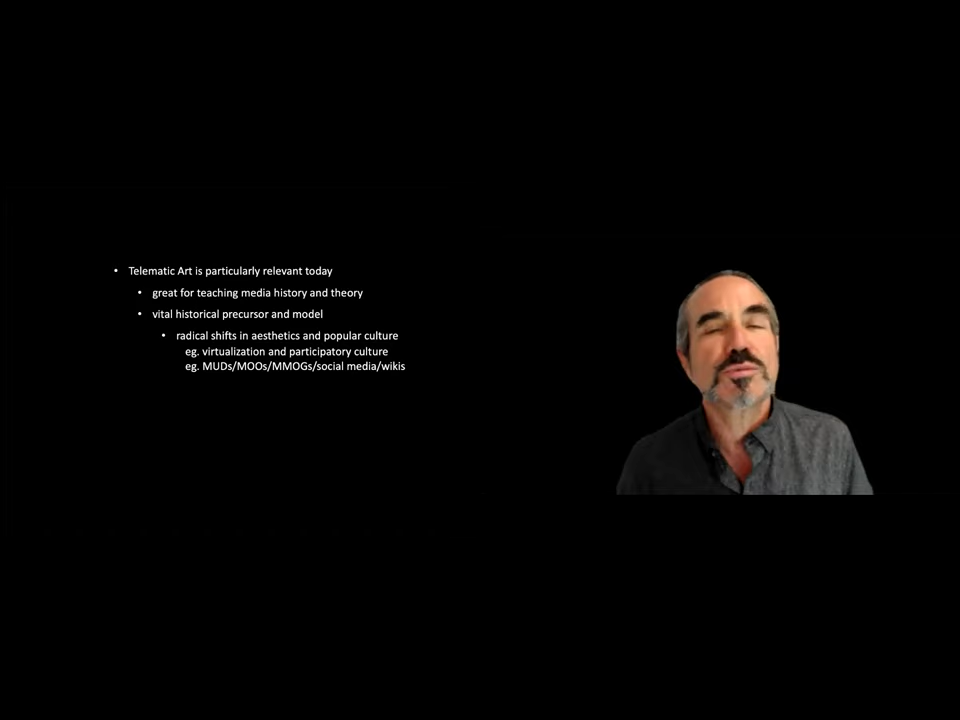 • Telematic Art is particularly relevant today
• great for teaching media history and theory
• vital historical precursor and model
• radical shifts in aesthetics and popular culture
eg. virtualization and participatory culture
eg. MUDs/MOOs/MMOGs/social media/wikis